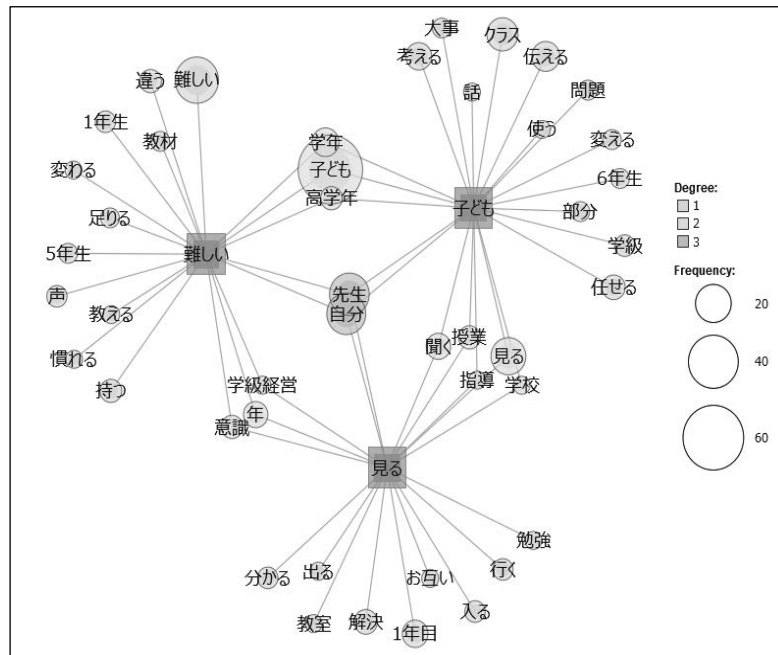 大事
クラス
考える
伝える
違う
難しい
話
問題
1年生
使う
教材
学年
変える
変わる
子ども
6年生
高学年
子ども
部分
足りる
学級
5年生
難しい
任せる
声
先生
教える
自分
授業
聞く
見る
慣れる
指導
学校
持つ
学級経営
年
意識
見る
勉強
行く
分かる
出る
お互い
入る
教室
解決
1年目
Degree:
1
2
3
Frequency:
20
40
60